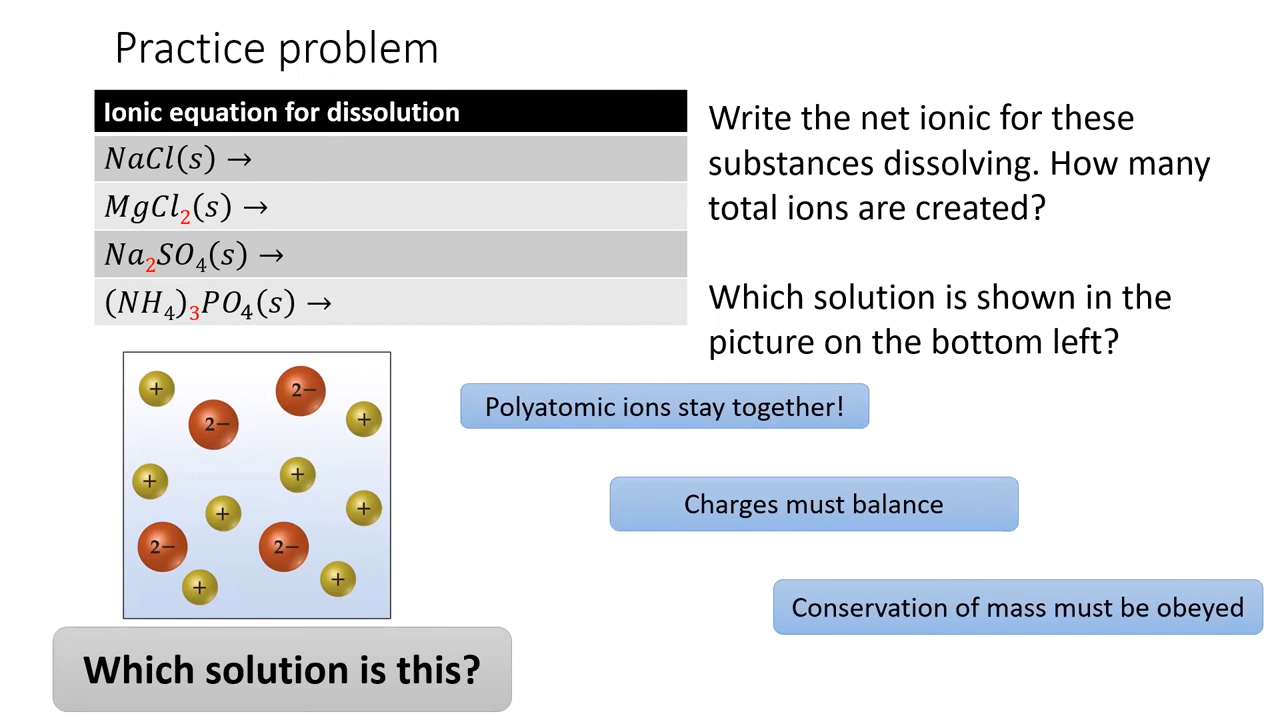 Practice problem
Ionic equation for dissolution
NaCl(s) →
MgCl₂(s) →
Na₂SO₄(s) →
(NH₄)₃PO₄(s) →
Write the net ionic for these
substances dissolving. How many
total ions are created?
Which solution is shown in the
picture on the bottom left?
+
2−
2−
+
+
+
+
+
2−
2−
+
+
Polyatomic ions stay together!
Charges must balance
Conservation of mass must be obeyed
Which solution is this?